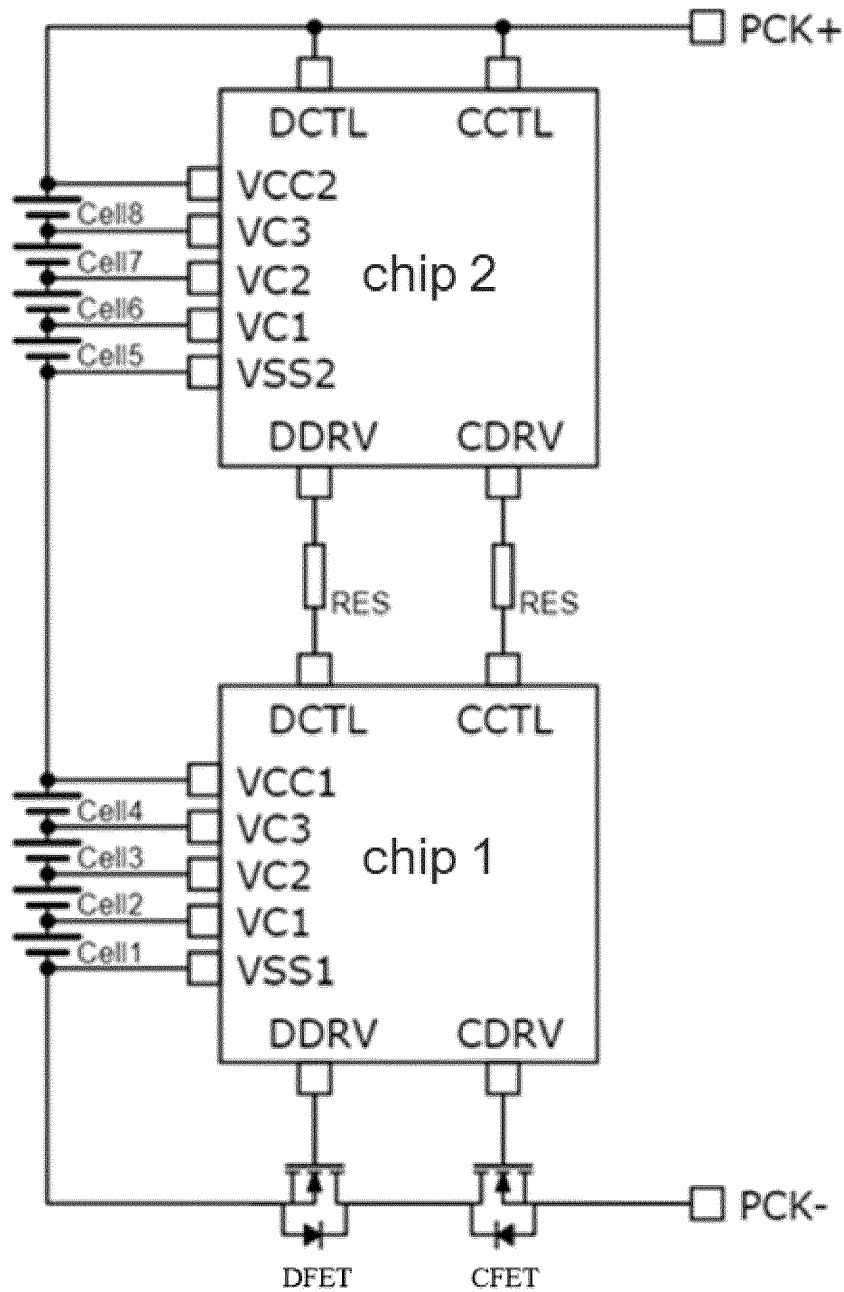 PCK+
DCTL CCTL
VCC2
Cell8
VC3
Cell7
VC2
chip 2
Cell6
VC1
Cell5
VSS2
DDRV CDRV
RES RES
DCTL CCTL
VCC1
Cell4
VC3
Cell3
VC2
chip 1
Cell2
VC1
Cell1
VSS1
DDRV CDRV
PCK-
DFET CFET